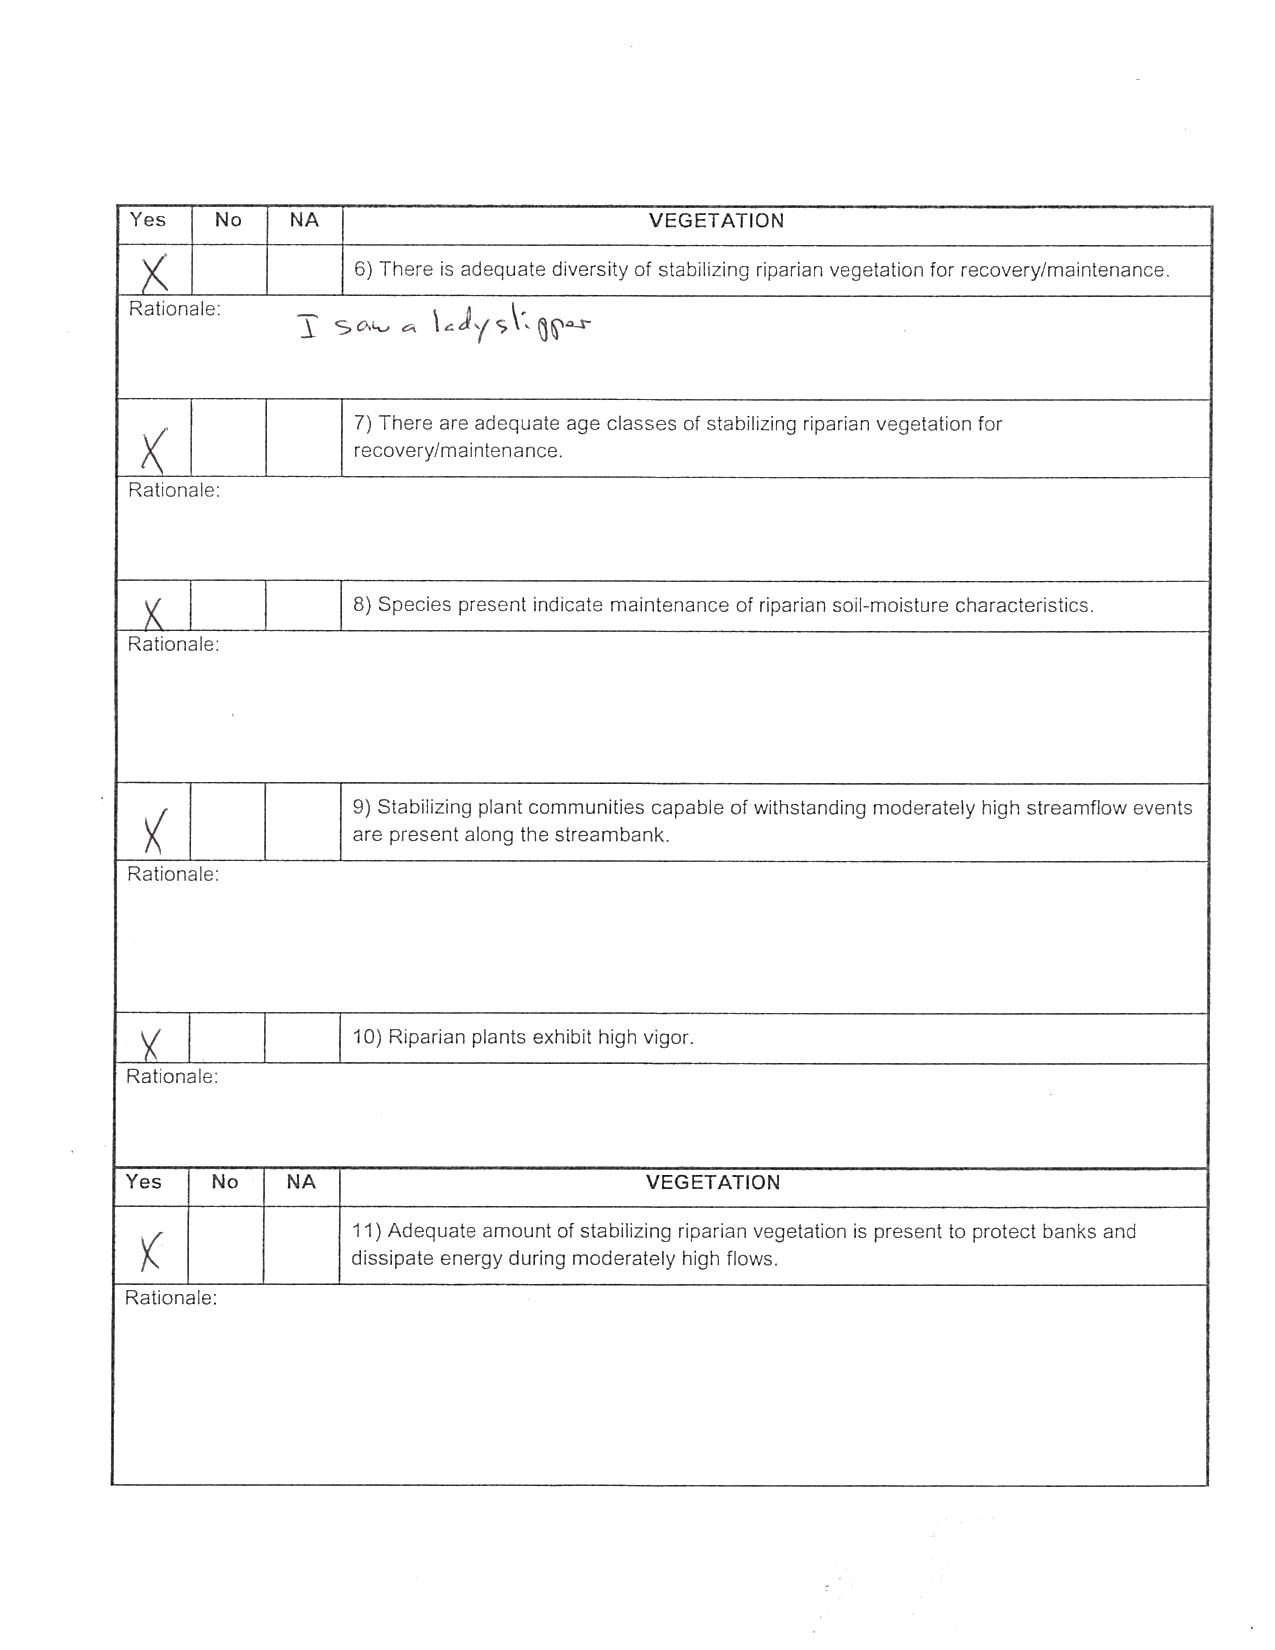 Yes No NA VEGETATION
X 6) There is adequate diversity of stabilizing riparian vegetation for recovery/maintenance.
Rationale: I saw a ladyslipper
X 7) There are adequate age classes of stabilizing riparian vegetation for
recovery/maintenance.
Rationale:
X 8) Species present indicate maintenance of riparian soil-moisture characteristics.
Rationale:
X 9) Stabilizing plant communities capable of withstanding moderately high streamflow events
are present along the streambank.
Rationale:
X 10) Riparian plants exhibit high vigor.
Rationale:
Yes No NA VEGETATION
X 11) Adequate amount of stabilizing riparian vegetation is present to protect banks and
dissipate energy during moderately high flows.
Rationale: